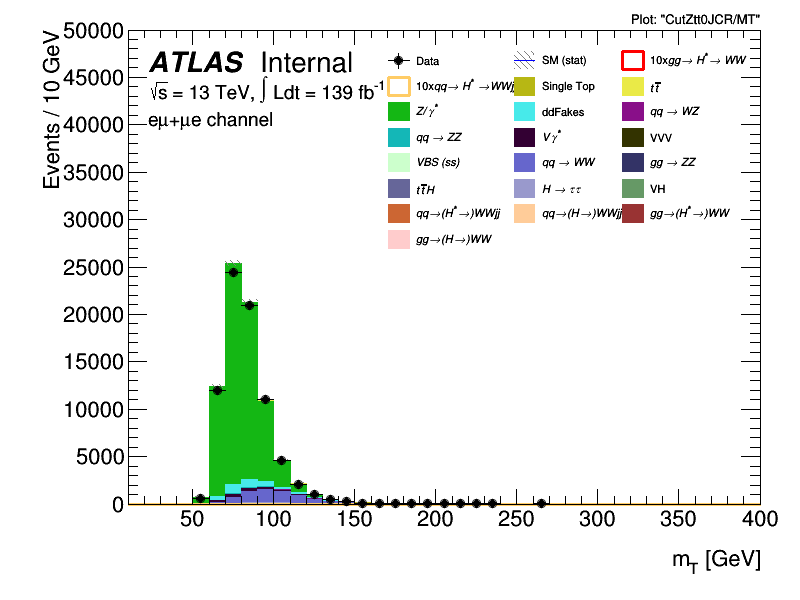 Plot: "CutZtt0JCR/MT"
Events / 10 GeV
50000
45000
40000
35000
30000
25000
20000
15000
10000
5000
0
ATLAS Internal
√s = 13 TeV, ∫ Ldt = 139 fb⁻¹
eμ+μe channel
Data
SM (stat)
10xgg→ H* → WW
10xqq→ H* →WWjj
Single Top
tt̄
Z/γ*
ddFakes
qq → WZ
qq → ZZ
Vγ*
VVV
VBS (ss)
qq → WW
gg → ZZ
tt̄H
H → ττ
VH
qq→(H*→)WWjj
qq→(H→)WWjj
gg→(H*→)WW
gg→(H→)WW
50 100 150 200 250 300 350 400
m_T [GeV]